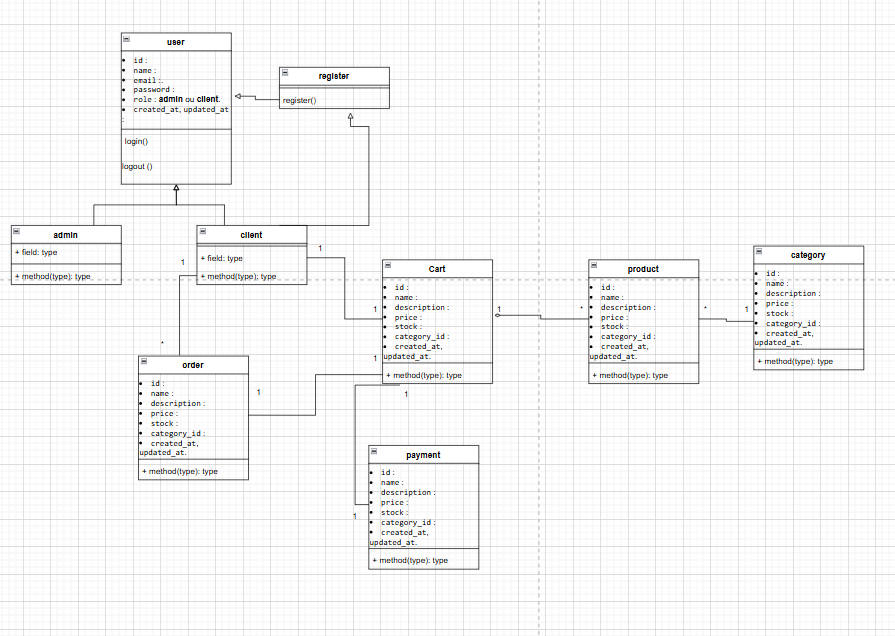 user
• id :
• name :
• email :.
• password :
• role : admin ou client.
• created_at, updated_at
:
login()
logout ()
register
register()
admin
+ field: type
+ method(type): type
client
+ field: type
+ method(type): type
1
1
*
1
1
1
Cart
• id :
• name :
• description :
• price :
• stock :
• category_id :
• created_at,
updated_at.
+ method(type): type
1
*
product
• id :
• name :
• description :
• price :
• stock :
• category_id :
• created_at,
updated_at.
+ method(type): type
*
1
category
• id :
• name :
• description :
• price :
• stock :
• category_id :
• created_at,
updated_at.
+ method(type): type
order
• id :
• name :
• description :
• price :
• stock :
• category_id :
• created_at,
updated_at.
+ method(type): type
1
1
payment
• id :
• name :
• description :
• price :
• stock :
• category_id :
• created_at,
updated_at.
+ method(type): type